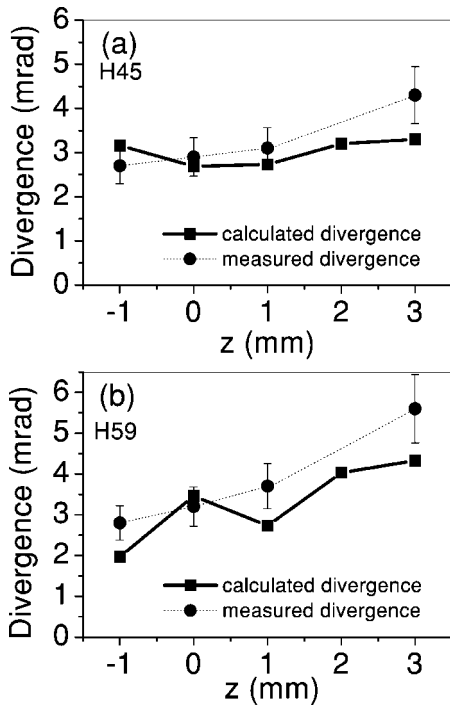 (a)
H45
Divergence (mrad)
6
5
4
3
2
1
0
calculated divergence
measured divergence
-1 0 1 2 3
z (mm)
(b)
H59
Divergence (mrad)
6
5
4
3
2
1
0
calculated divergence
measured divergence
-1 0 1 2 3
z (mm)